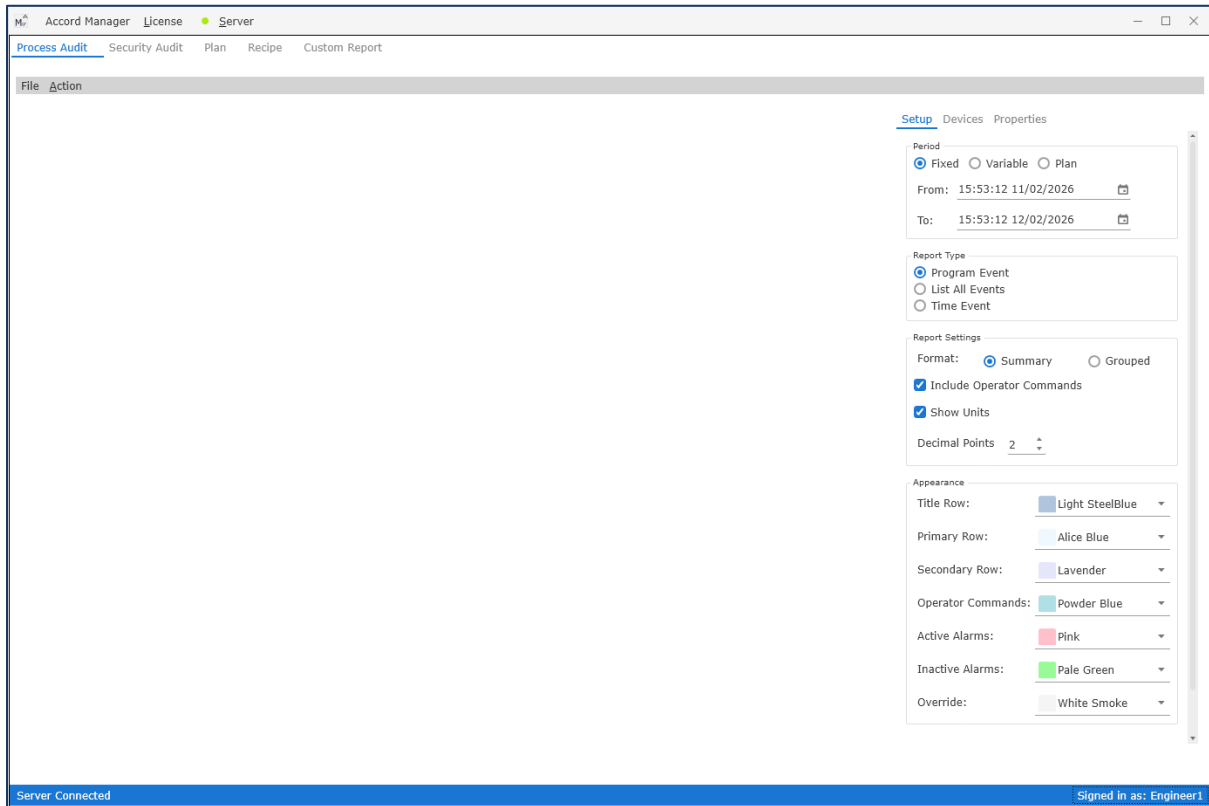 Accord Manager License Server
Process Audit Security Audit Plan Recipe Custom Report
File Action
Setup Devices Properties
Period
Fixed Variable Plan
From: 15:53:12 11/02/2026
To: 15:53:12 12/02/2026
Report Type
Program Event
List All Events
Time Event
Report Settings
Format: Summary Grouped
Include Operator Commands
Show Units
Decimal Points 2
Appearance
Title Row: Light SteelBlue
Primary Row: Alice Blue
Secondary Row: Lavender
Operator Commands: Powder Blue
Active Alarms: Pink
Inactive Alarms: Pale Green
Override: White Smoke
Server Connected Signed in as: Engineer1